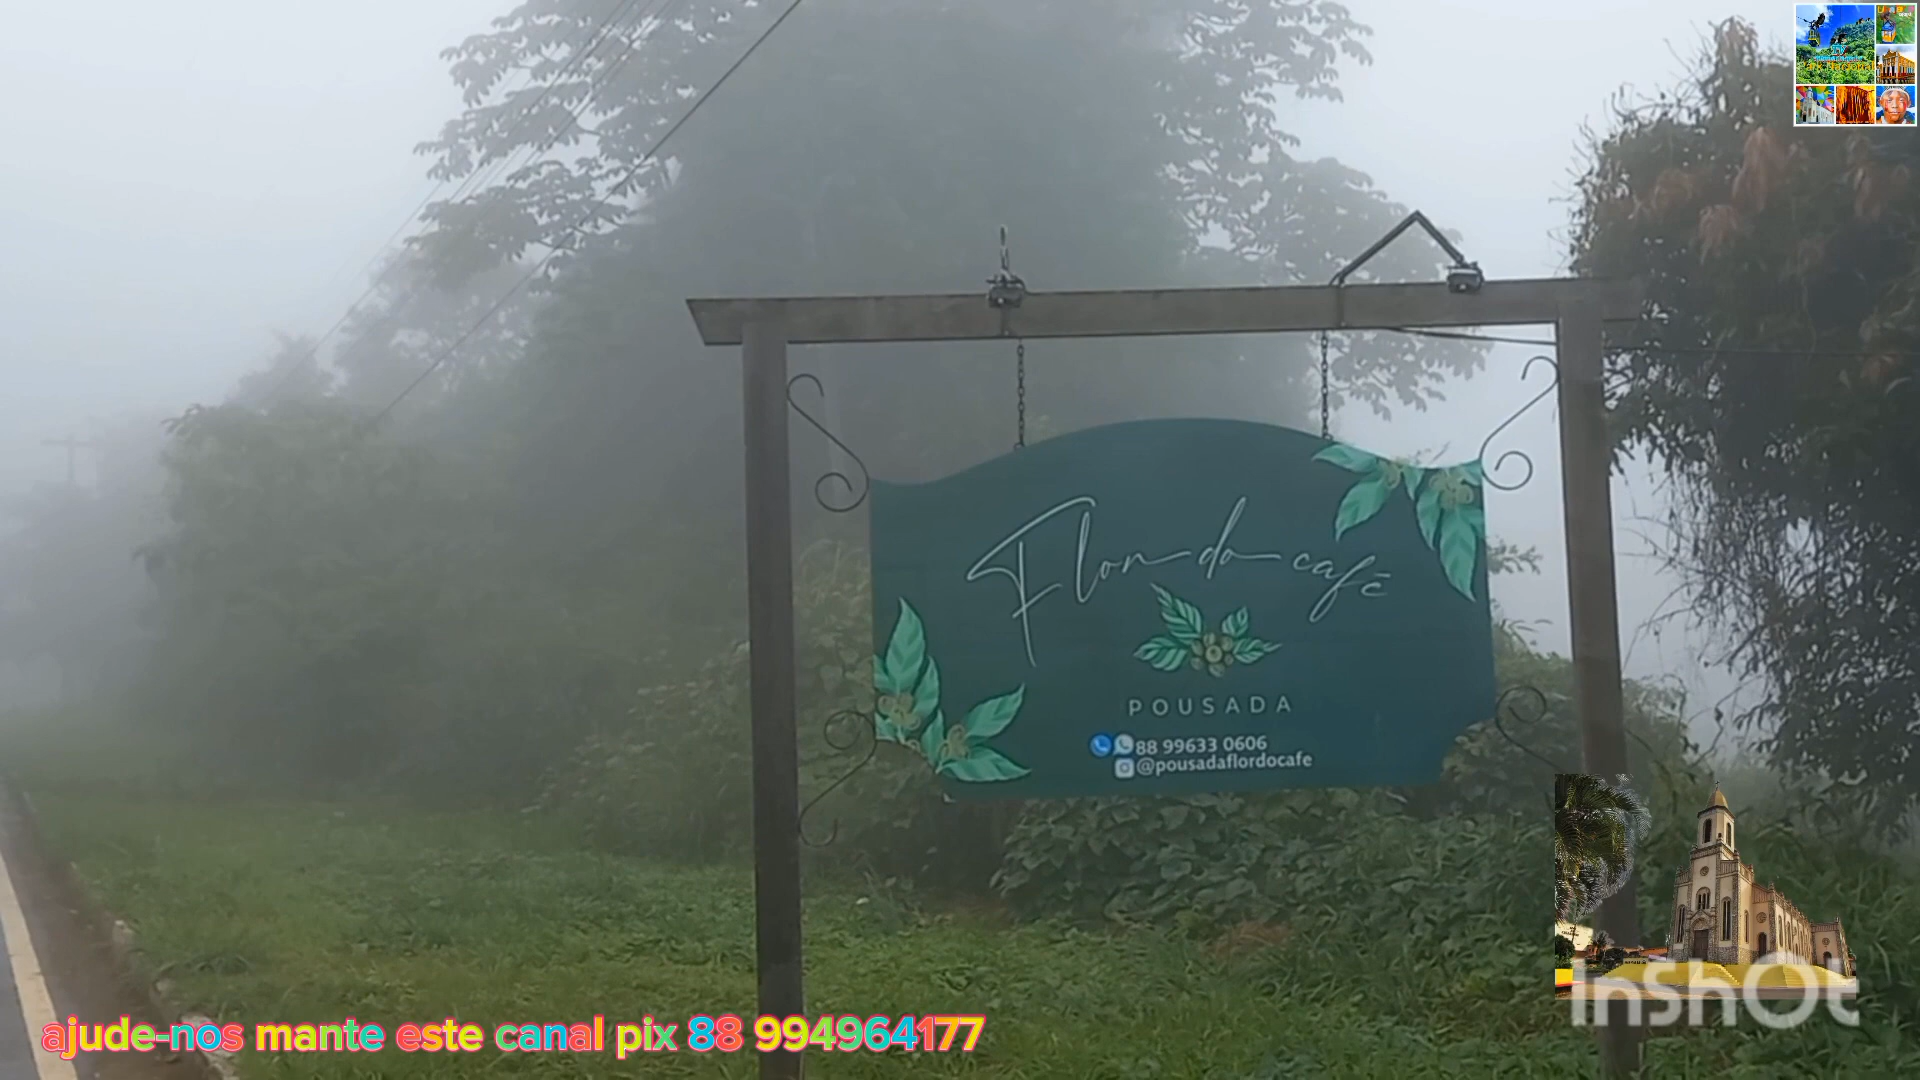 Flor do café
POUSADA
88 99633 0606
@pousadaflordocafe
InShOt
ajude-nos mante este canal pix 88 994964177